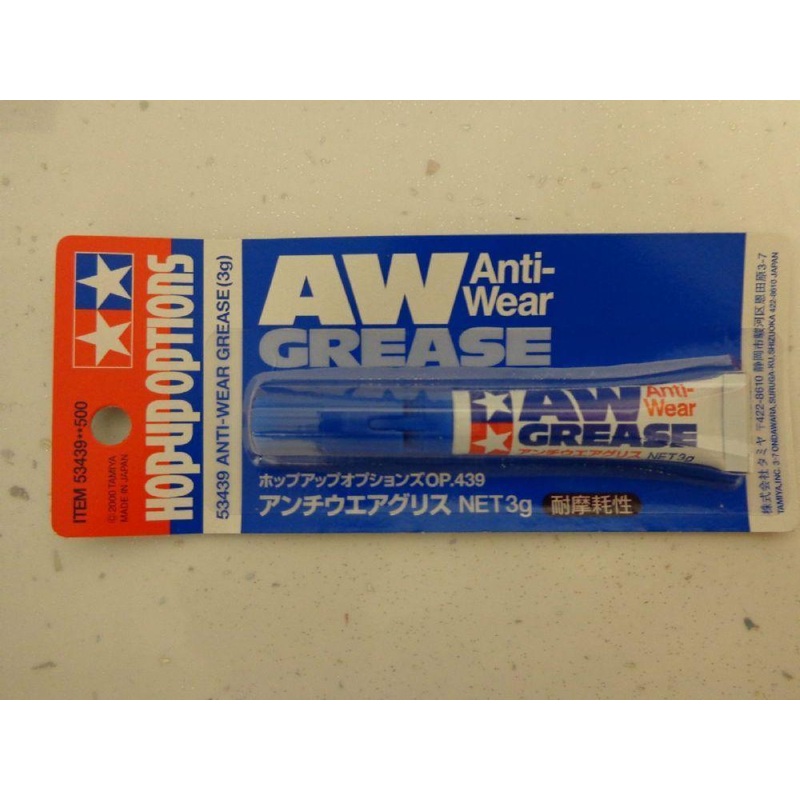 HOP-UP OPTIONS
ITEM 53439••500
© 2000 TAMIYA
MADE IN JAPAN
53439 ANTI-WEAR GREASE (3g)
AW Anti-Wear
GREASE
AW Anti-Wear
GREASE
アンチウエアグリス NET 3g
ホップアップオプションズOP.439
アンチウエアグリス NET 3g 耐摩耗性
株式会社タミヤ 〒422-8610 静岡市駿河区恩田原3-7
TAMIYA,INC. 3-7 ONDAWARA, SURUGA-KU, SHIZUOKA 422-8610 JAPAN